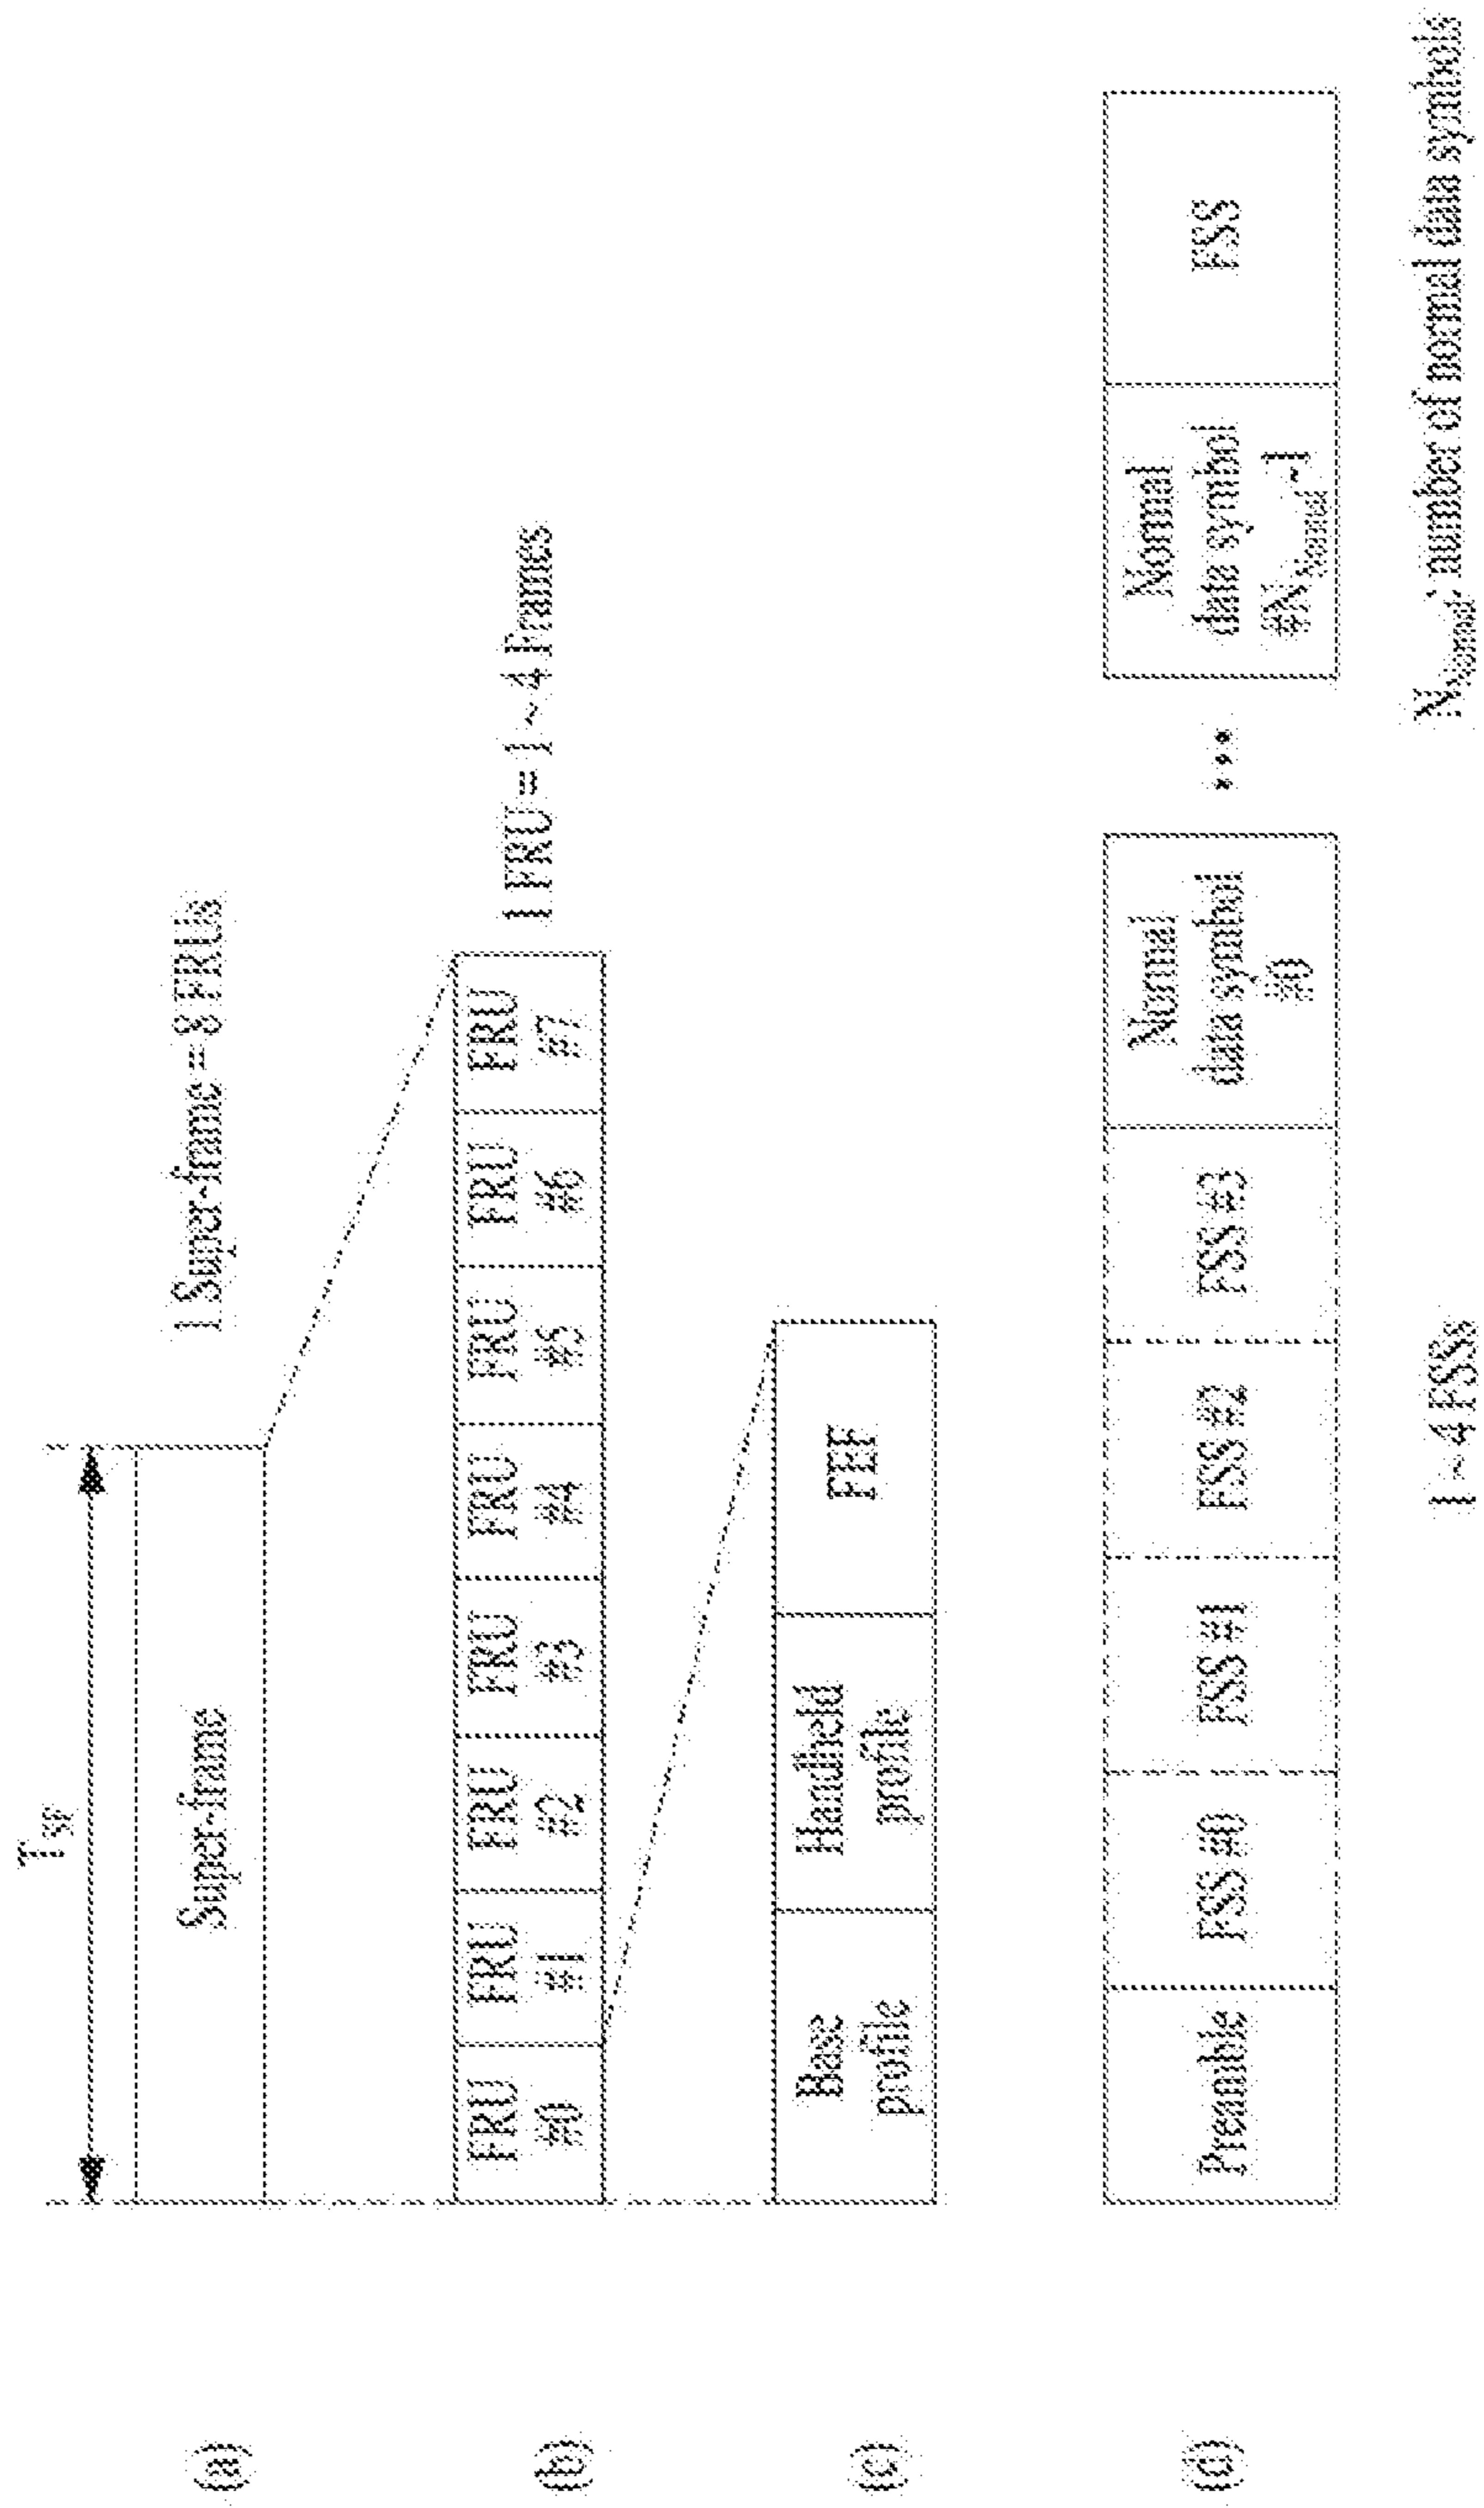 (a)
T_SF
Super-frame
1 Super-frame = 8 FRUs
(b)
FRU
#0
FRU
#1
FRU
#2
FRU
#3
FRU
#4
FRU
#5
FRU
#6
FRU
#7
1 FRU = 1 ~ 4 Frames
(c)
Base
profile
Handheld
profile
FEF
(d)
Preamble
FSS #0
FSS #1
FSS #2
FSS #3
Normal
data symbol
#0
...
Normal
data symbol
#N_Normal-1
FSS
1 ~ 4 FSSs
N_Normal: number of normal data symbols